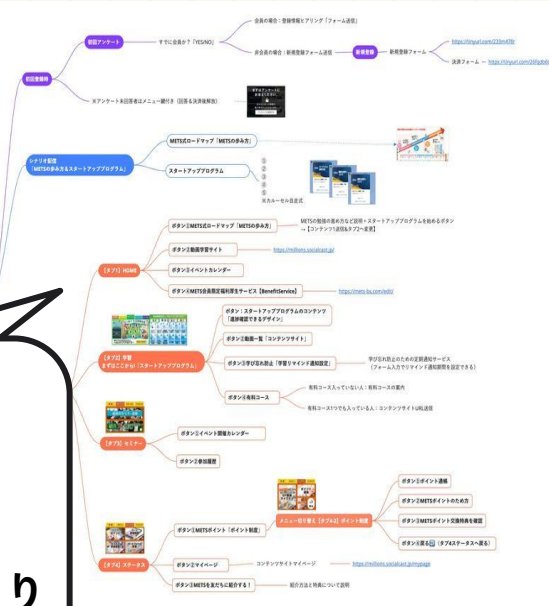 会員の場合：登録情報ヒアリング「フォーム送信」
初回アンケート
すでに会員か？「YES/NO」
非会員の場合：新規登録フォーム送信
新規登録
新規登録フォーム
決済フォーム
初回登録時
※アンケート未回答者はメニュー鍵付き（回答＆決済後解放）
シナリオ配信
「METSの歩み方&スタートアッププログラム」
METS式ロードマップ「METSの歩み方」
スタートアッププログラム
①
②
③
④
⑤
※カルーセル自走式
【タブ1】HOME
ボタン①METS式ロードマップ「METSの歩み方」
METSの勉強の進め方など説明＋スタートアッププログラムを始めるボタン
→【コンテンツ1送信&タブ2へ変更】
ボタン②動画学習サイト
https://millions.socialcast.jp/
ボタン③イベントカレンダー
ボタン④METS会員限定福利厚生サービス【BenefitService】
【タブ2】学習
まずはここから!「スタートアッププログラム」
ボタン：スタートアッププログラムのコンテンツ
「進捗確認できるデザイン」
ボタン②動画一覧「コンテンツサイト」
ボタン③学び忘れ防止「学習リマインド通知設定」
学び忘れ防止のための定期通知サービス
（フォーム入力でリマインド通知期間を設定できる）
ボタン④有料コース
有料コース入っていない人：有料コースの案内
有料コース1つでも入っている人：コンテンツサイトURL送信
【タブ3】セミナー
ボタン①イベント開催カレンダー
ボタン②参加履歴
【タブ4】ステータス
ボタン①METSポイント「ポイント制度」
メニュー切り替え【タブ4-2】ポイント制度
ボタン①ポイント通帳
ボタン②METSポイントのため方
ボタン③METSポイント交換特典を確認
ボタン④戻る（タブ4ステータスへ戻る）
ボタン②マイページ
コンテンツサイトマイページ
https://millions.socialcast.jp/mypage
ボタン③METSを友だちに紹介する！
紹介方法と特典について説明
り